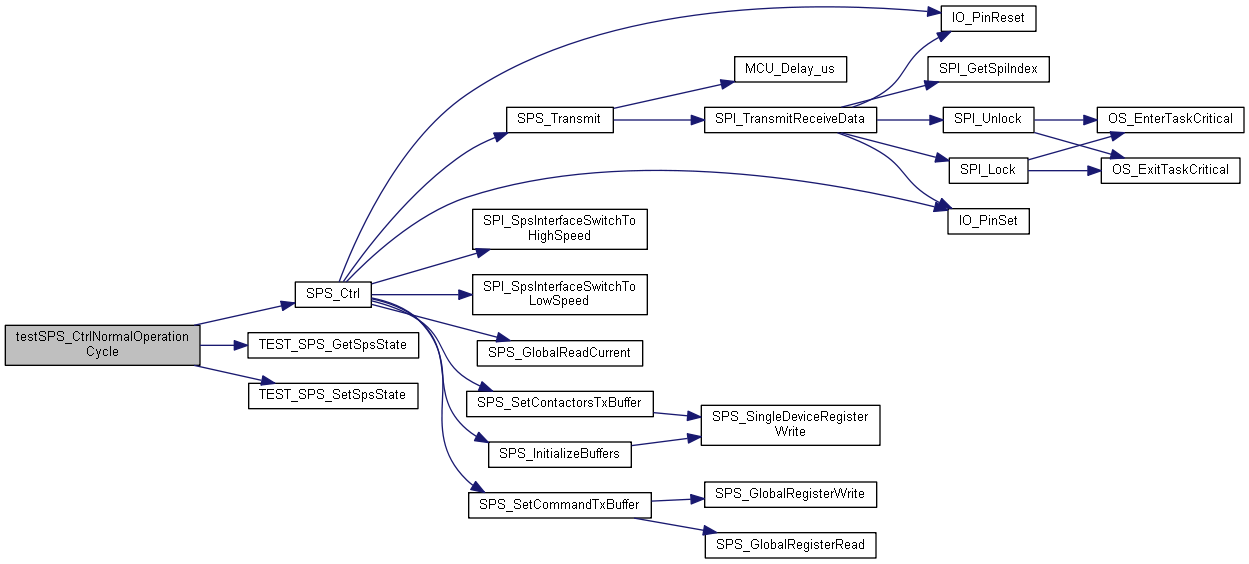 IO_PinReset
MCU_Delay_us
SPI_GetSpiIndex
SPS_Transmit
SPI_TransmitReceiveData
SPI_Unlock
OS_EnterTaskCritical
SPI_Lock
OS_ExitTaskCritical
IO_PinSet
SPI_SpsInterfaceSwitchTo
HighSpeed
SPS_Ctrl
SPI_SpsInterfaceSwitchTo
LowSpeed
testSPS_CtrlNormalOperation
Cycle
TEST_SPS_GetSpsState
SPS_GlobalReadCurrent
TEST_SPS_SetSpsState
SPS_SetContactorsTxBuffer
SPS_SingleDeviceRegister
Write
SPS_InitializeBuffers
SPS_SetCommandTxBuffer
SPS_GlobalRegisterWrite
SPS_GlobalRegisterRead